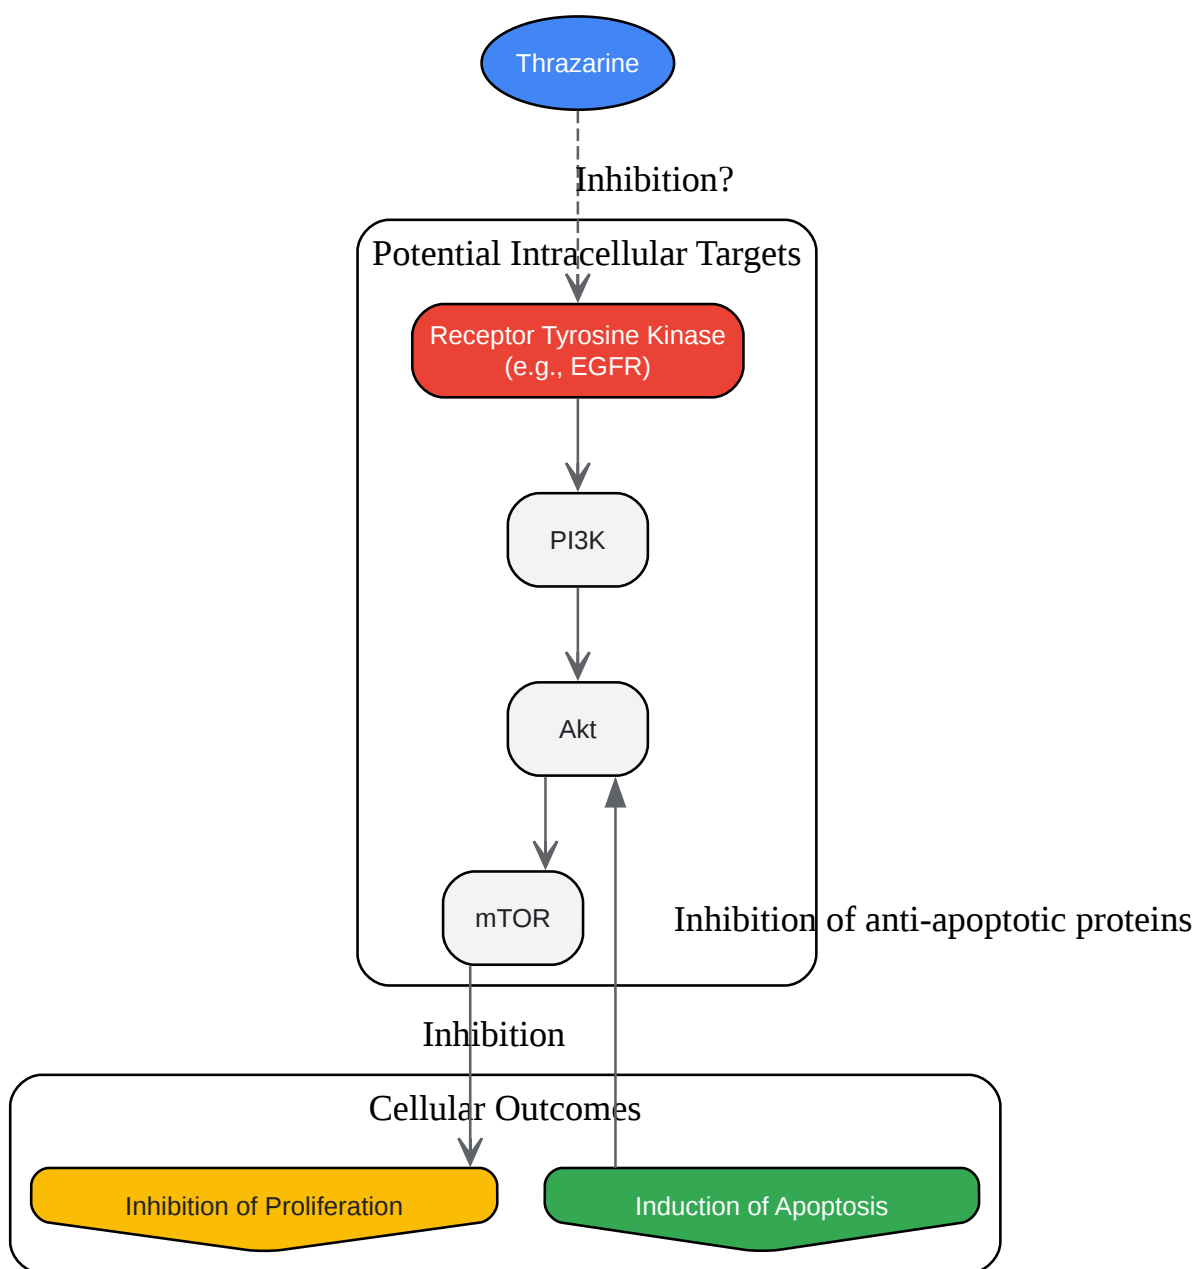 Thrazarine
Inhibition?
Potential Intracellular Targets
Receptor Tyrosine Kinase
(e.g., EGFR)
PI3K
Akt
mTOR
Inhibition of anti-apoptotic proteins
Inhibition
Cellular Outcomes
Inhibition of Proliferation
Induction of Apoptosis